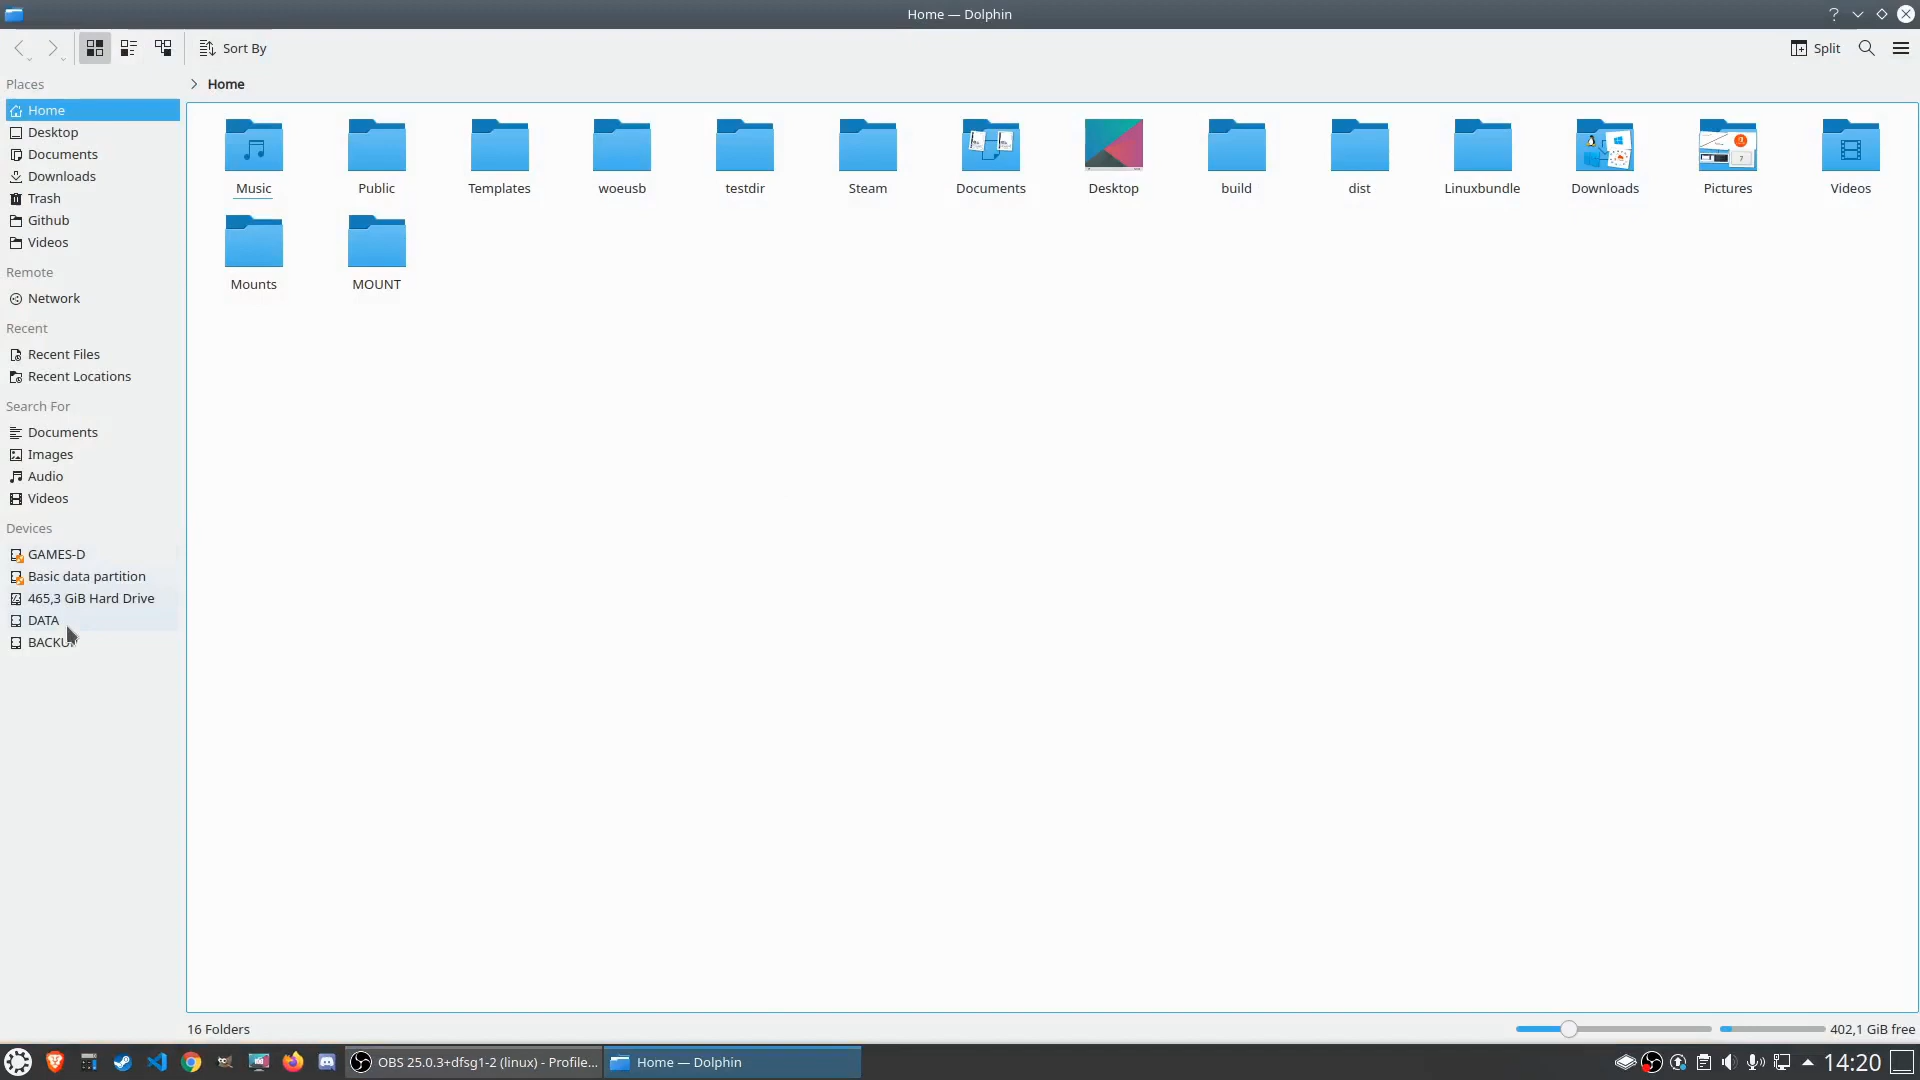 Home — Dolphin
Sort By
Split
Places
Home
Home
Desktop
Documents
Downloads
Trash
Github
Videos
Remote
Network
Recent
Recent Files
Recent Locations
Search For
Documents
Images
Audio
Videos
Devices
GAMES-D
Basic data partition
465,3 GiB Hard Drive
DATA
Music
Public
Templates
woeusb
testdir
Steam
Documents
Desktop
build
dist
Linuxbundle
Downloads
Pictures
Videos
Mounts
MOUNT
16 Folders
402,1 GiB free
OBS 25.0.3+dfsg1-2 (linux) - Profile...
Home — Dolphin
14:20